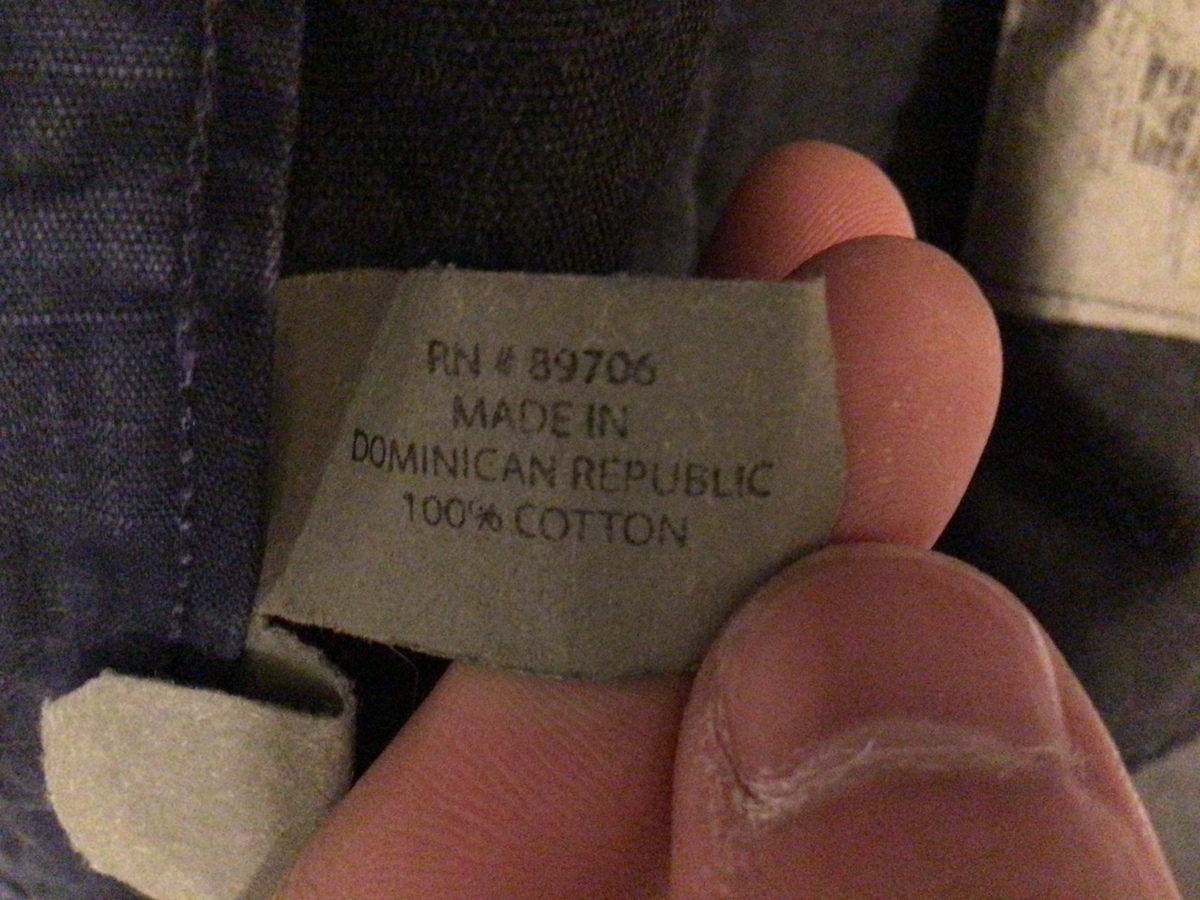 RN # 89706
MADE IN
DOMINICAN REPUBLIC
100% COTTON